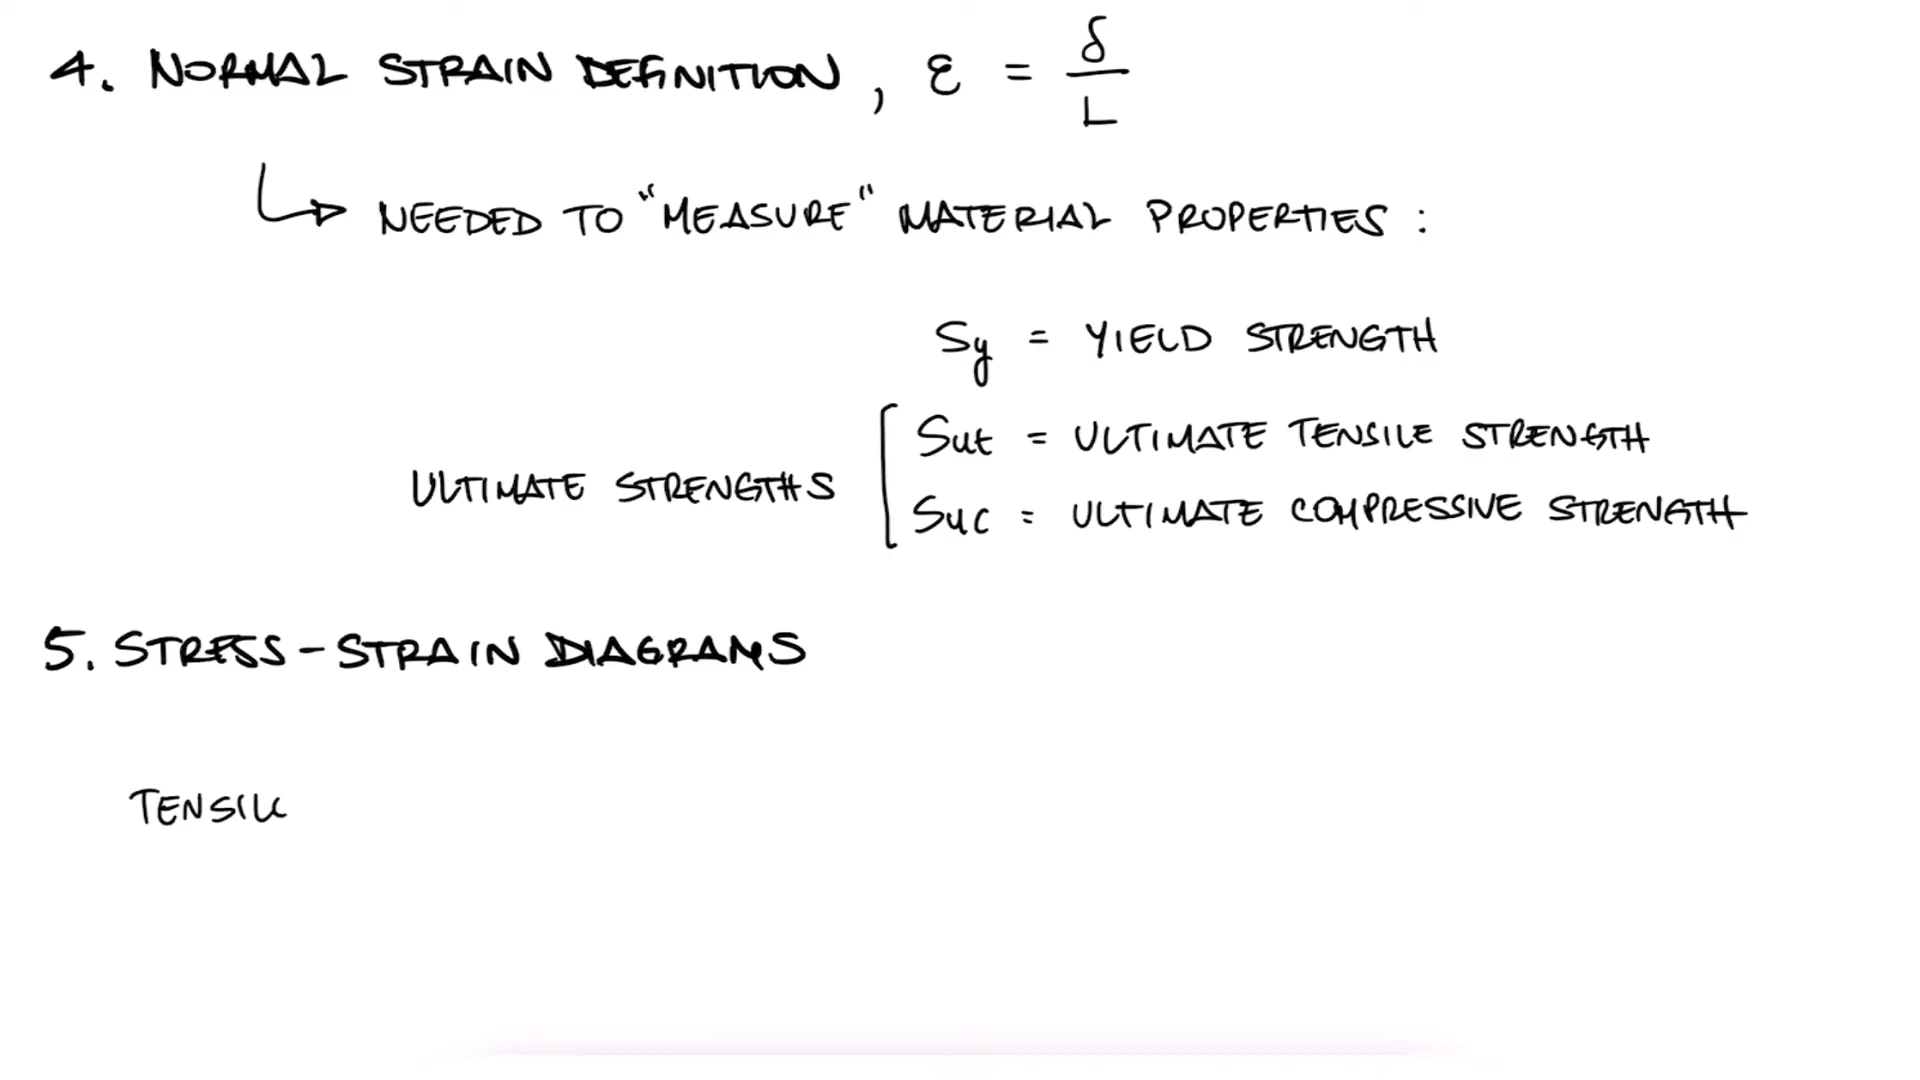 4. NORMAL STRAIN DEFINITION, ε = δ/L
↳ NEEDED TO "MEASURE" MATERIAL PROPERTIES :
Sy = YIELD STRENGTH
Sut = ULTIMATE TENSILE STRENGTH
ULTIMATE STRENGTHS
Suc = ULTIMATE COMPRESSIVE STRENGTH
5. STRESS-STRAIN DIAGRAMS
TENSIL